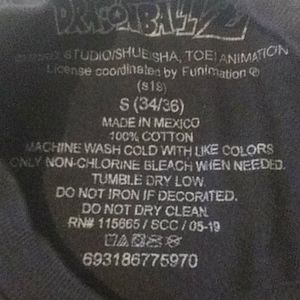 DRAGONBALL Z
STUDIO/SHUEISHA, TOEI ANIMATION
License coordinated by Funimation ®
(s18)
S (34/36)
MADE IN MEXICO
100% COTTON
MACHINE WASH COLD WITH LIKE COLORS
ONLY NON-CHLORINE BLEACH WHEN NEEDED.
TUMBLE DRY LOW.
DO NOT IRON IF DECORATED.
DO NOT DRY CLEAN.
RN# 115665 / SCC / 05-19
693186775970